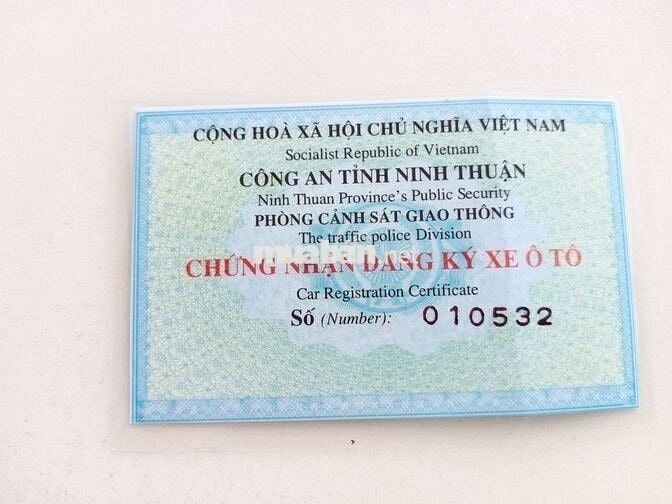 CỘNG HOÀ XÃ HỘI CHỦ NGHĨA VIỆT NAM
Socialist Republic of Vietnam
CÔNG AN TỈNH NINH THUẬN
Ninh Thuan Province's Public Security
PHÒNG CẢNH SÁT GIAO THÔNG
The traffic police Division
CHỨNG NHẬN ĐĂNG KÝ XE Ô TÔ
Car Registration Certificate
Số (Number): 010532